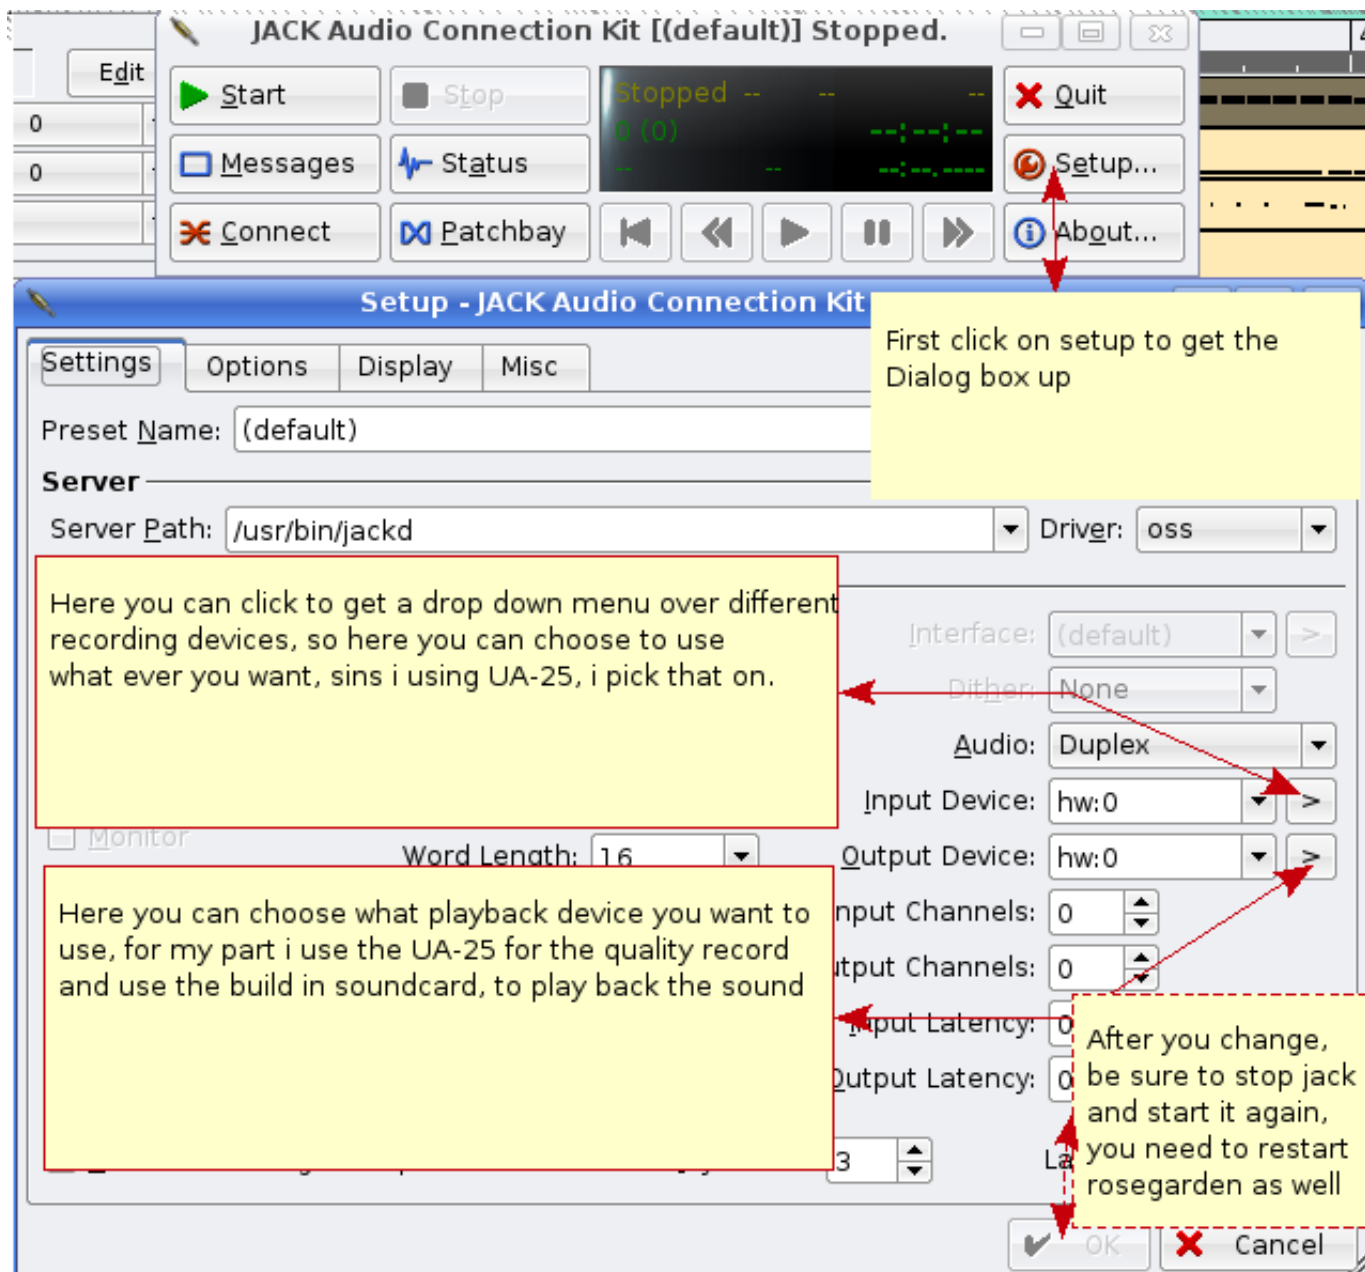 JACK Audio Connection Kit [(default)] Stopped.
Edit
Start
Stop
Stopped -- -- --
Quit
0
0 (0) --:--:--
Messages
Status
-- -- --:--.----
Setup...
0
Connect
Patchbay
About...
Setup - JACK Audio Connection Kit
First click on setup to get the
Dialog box up
Settings
Options
Display
Misc
Preset Name: (default)
Server
Server Path: /usr/bin/jackd
Driver: oss
Here you can click to get a drop down menu over different
recording devices, so here you can choose to use
what ever you want, sins i using UA-25, i pick that on.
Interface: (default) >
Dither: None
Audio: Duplex
Input Device: hw:0 >
Monitor
Word Length: 16
Output Device: hw:0 >
Here you can choose what playback device you want to
use, for my part i use the UA-25 for the quality record
and use the build in soundcard, to play back the sound
nput Channels: 0
utput Channels: 0
Input Latency: 0
Output Latency: 0
After you change,
be sure to stop jack
and start it again,
you need to restart
rosegarden as well
3
La
OK
Cancel